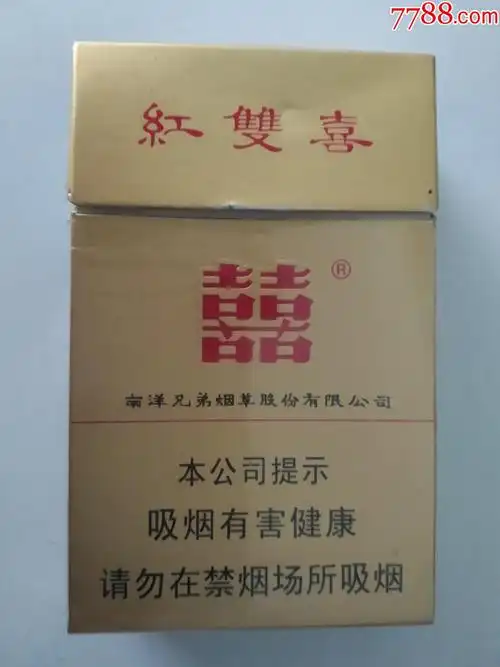 7788.com
紅雙喜
囍®
南洋兄弟烟草股份有限公司
本公司提示
吸烟有害健康
请勿在禁烟场所吸烟